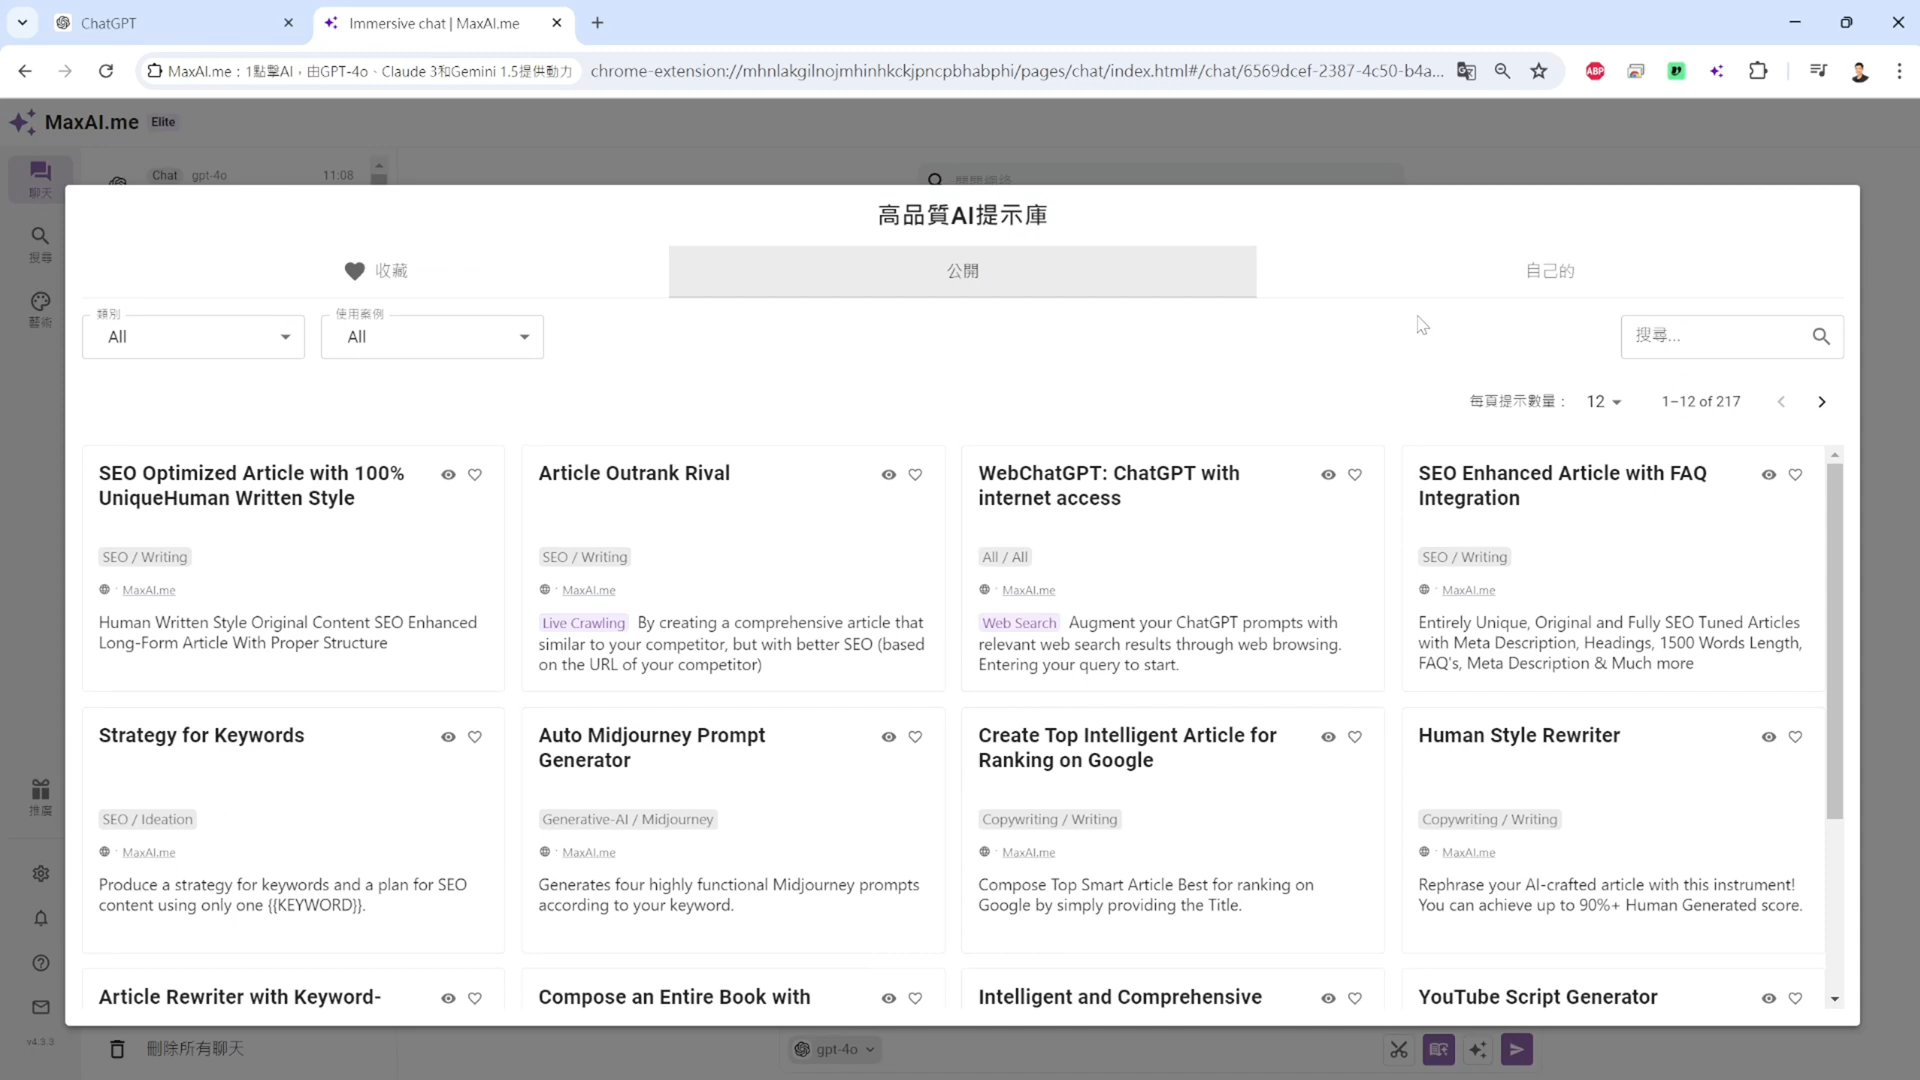 ChatGPT
Immersive chat | MaxAI.me
MaxAI.me：1點擊AI，由GPT-4o、Claude 3和Gemini 1.5提供動力
chrome-extension://mhnlakgilnojmhinhkckjpncpbhabphi/pages/chat/index.html#/chat/6569dcef-2387-4c50-b4a...
ABP
MaxAI.me Elite
聊天
Chat gpt-4o 11:08
搜尋
藝術
推廣
v4.3.3
高品質AI提示庫
收藏
公開
自己的
類別
All
使用案例
All
搜尋...
每頁提示數量： 12 1–12 of 217
SEO Optimized Article with 100%
UniqueHuman Written Style
SEO / Writing
· MaxAI.me
Human Written Style Original Content SEO Enhanced
Long-Form Article With Proper Structure
Article Outrank Rival
SEO / Writing
· MaxAI.me
Live Crawling By creating a comprehensive article that
similar to your competitor, but with better SEO (based
on the URL of your competitor)
WebChatGPT: ChatGPT with
internet access
All / All
· MaxAI.me
Web Search Augment your ChatGPT prompts with
relevant web search results through web browsing.
Entering your query to start.
SEO Enhanced Article with FAQ
Integration
SEO / Writing
· MaxAI.me
Entirely Unique, Original and Fully SEO Tuned Articles
with Meta Description, Headings, 1500 Words Length,
FAQ's, Meta Description & Much more
Strategy for Keywords
SEO / Ideation
· MaxAI.me
Produce a strategy for keywords and a plan for SEO
content using only one {{KEYWORD}}.
Auto Midjourney Prompt
Generator
Generative-AI / Midjourney
· MaxAI.me
Generates four highly functional Midjourney prompts
according to your keyword.
Create Top Intelligent Article for
Ranking on Google
Copywriting / Writing
· MaxAI.me
Compose Top Smart Article Best for ranking on
Google by simply providing the Title.
Human Style Rewriter
Copywriting / Writing
· MaxAI.me
Rephrase your AI-crafted article with this instrument!
You can achieve up to 90%+ Human Generated score.
Article Rewriter with Keyword-
Compose an Entire Book with
Intelligent and Comprehensive
YouTube Script Generator
刪除所有聊天
gpt-4o